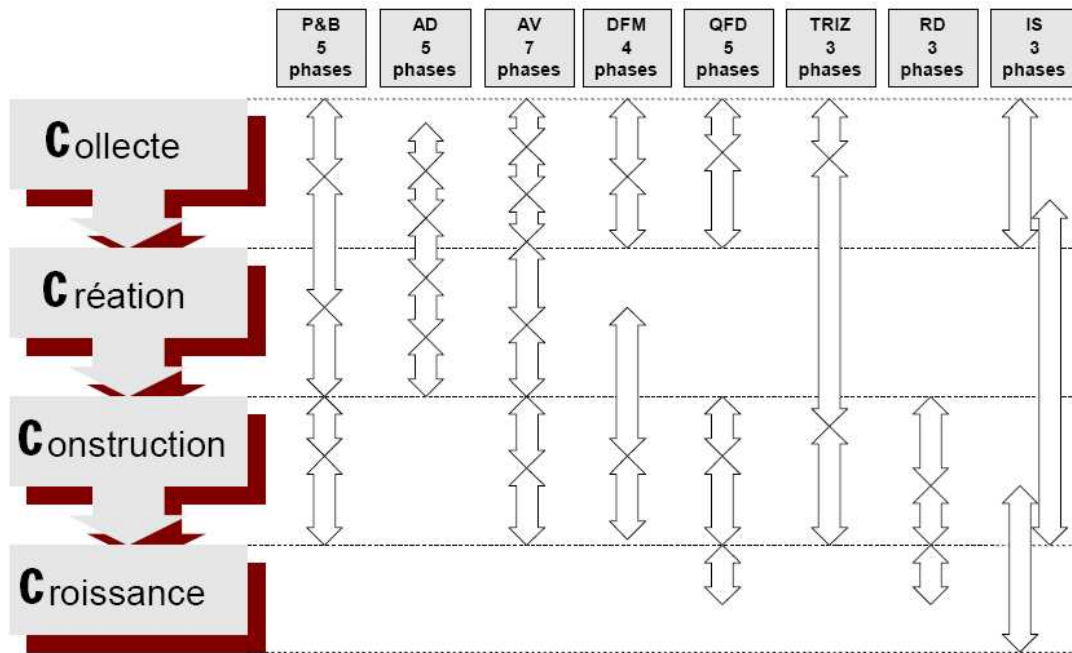 P&B
5
phases
AD
5
phases
AV
7
phases
DFM
4
phases
QFD
5
phases
TRIZ
3
phases
RD
3
phases
IS
3
phases
Collecte
Création
Construction
Croissance